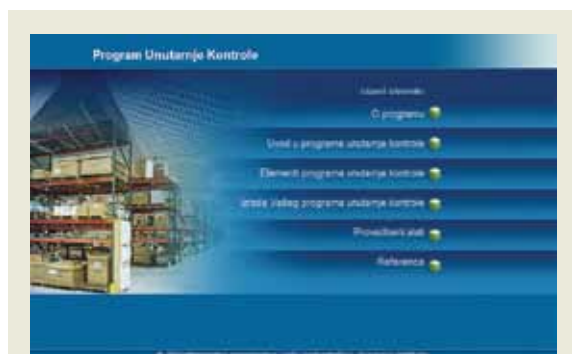 Program Unutarnje Kontrole
O programu
Uvod u programe unutarnje kontrole
Elementi programa unutarnje kontrole
Izrada Vašeg programa unutarnje kontrole
Provedbeni alati
Reference